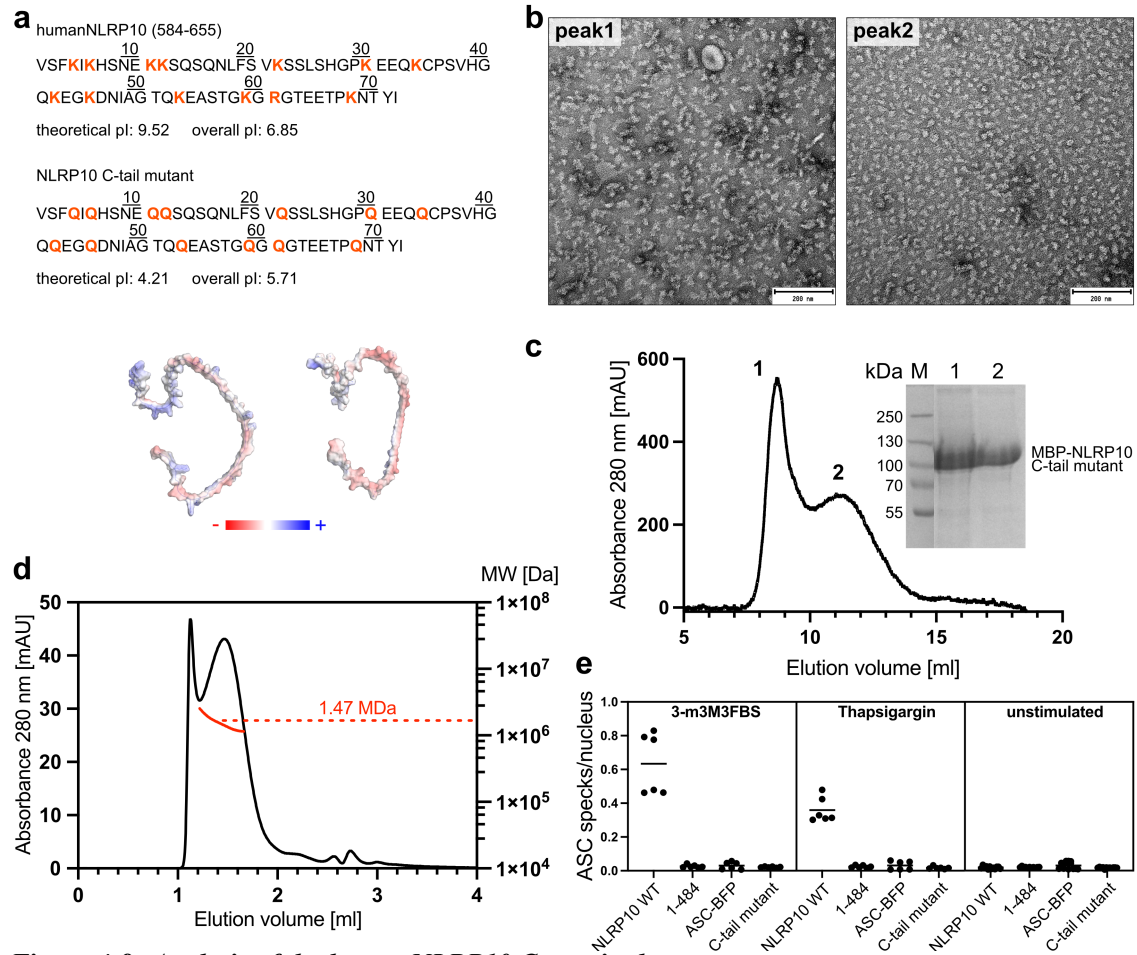 a
humanNLRP10 (584-655)
10 20 30 40
VSFKIKHSNE KKSQSQNLFS VKSSLSHGPK EEQKCPSVHG
50 60 70
QKEGKDNIAG TQKEASTGKG RGTEETPKNT YI
theoretical pI: 9.52 overall pI: 6.85
NLRP10 C-tail mutant
10 20 30 40
VSFQIQHSNE QQSQSQNLFS VQSSLSHGPQ EEQQCPSVHG
50 60 70
QQEGQDNIAG TQQEASTGQG QGTEETPQNT YI
theoretical pI: 4.21 overall pI: 5.71
- +
b
peak1
200 nm
peak2
200 nm
c
Absorbance 280 nm [mAU]
600
400
200
0
5 10 15 20
Elution volume [ml]
1
2
kDa M 1 2
250
130
100
70
55
MBP-NLRP10
C-tail mutant
d
Absorbance 280 nm [mAU]
50
40
30
20
10
0
0 1 2 3 4
Elution volume [ml]
MW [Da]
1×10⁸
1×10⁷
1×10⁶
1×10⁵
1×10⁴
1.47 MDa
e
ASC specks/nucleus
1.0
0.8
0.6
0.4
0.2
0.0
3-m3M3FBS Thapsigargin unstimulated
NLRP10 WT 1-484 ASC-BFP C-tail mutant NLRP10 WT 1-484 ASC-BFP C-tail mutant NLRP10 WT 1-484 ASC-BFP C-tail mutant